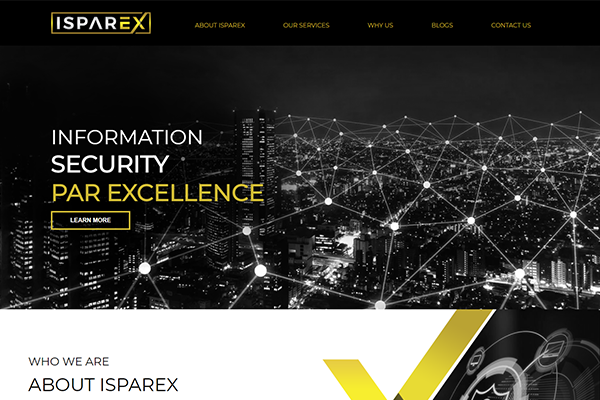 ISPAREX
ABOUT ISPAREX OUR SERVICES WHY US BLOGS CONTACT US
INFORMATION
SECURITY
PAR EXCELLENCE
LEARN MORE
WHO WE ARE
ABOUT ISPAREX